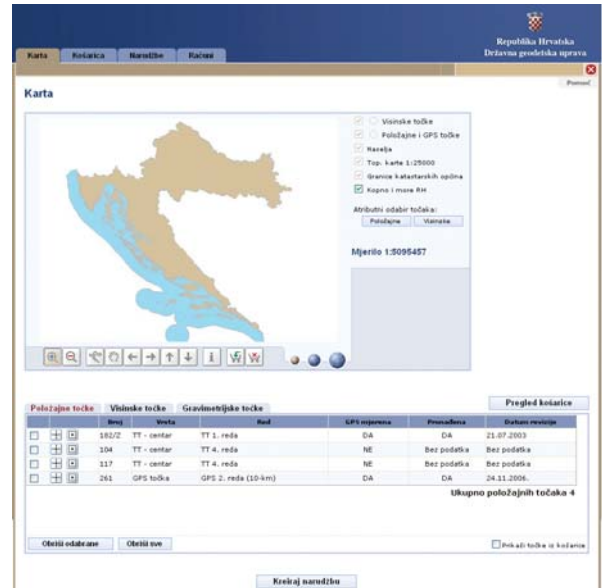 Republika Hrvatska
Državna geodetska uprava
Karta Košarica Narudžbe Računi
Pomoć
Karta
Visinske točke
Položajne i GPS točke
Naselja
Top. karte 1:25000
Granice katastarskih općina
Kopno i more RH
Atributni odabir točaka:
Položajne Visinske
Mjerilo 1:5095457
Pregled košarice
Položajne točke Visinske točke Gravimetrijske točke
Broj Vrsta Red GPS mjerena Pronađena Datum revizije
182/Z TT - centar TT 1. reda DA DA 21.07.2003
104 TT - centar TT 4. reda NE Bez podatka Bez podatka
117 TT - centar TT 4. reda NE Bez podatka Bez podatka
261 GPS točka GPS 2. reda (10-km) DA DA 24.11.2006.
Ukupno položajnih točaka 4
Obriši odabrane Obriši sve Prikaži točke iz košarice
Kreiraj narudžbu